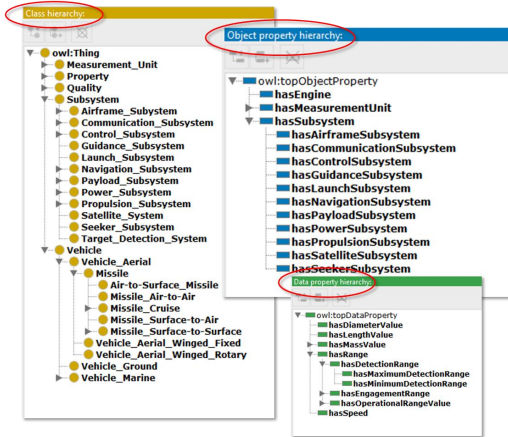 Class hierarchy:
owl:Thing
Measurement_Unit
Property
Quality
Subsystem
Airframe_Subsystem
Communication_Subsystem
Control_Subsystem
Guidance_Subsystem
Launch_Subsystem
Navigation_Subsystem
Payload_Subsystem
Power_Subsystem
Propulsion_Subsystem
Satellite_System
Seeker_Subsystem
Target_Detection_System
Vehicle
Vehicle_Aerial
Missile
Air-to-Surface_Missile
Missile_Air-to-Air
Missile_Cruise
Missile_Surface-to-Air
Missile_Surface-to-Surface
Vehicle_Aerial_Winged_Fixed
Vehicle_Aerial_Winged_Rotary
Vehicle_Ground
Vehicle_Marine
Object property hierarchy:
owl:topObjectProperty
hasEngine
hasMeasurementUnit
hasSubsystem
hasAirframeSubsystem
hasCommunicationSubsystem
hasControlSubsystem
hasGuidanceSubsystem
hasLaunchSubsystem
hasNavigationSubsystem
hasPayloadSubsystem
hasPowerSubsystem
hasPropulsionSubsystem
hasSatelliteSubsystem
hasSeekerSubsystem
Data property hierarchy:
owl:topDataProperty
hasDiameterValue
hasLengthValue
hasMassValue
hasRange
hasDetectionRange
hasMaximumDetectionRange
hasMinimumDetectionRange
hasEngagementRange
hasOperationalRangeValue
hasSpeed